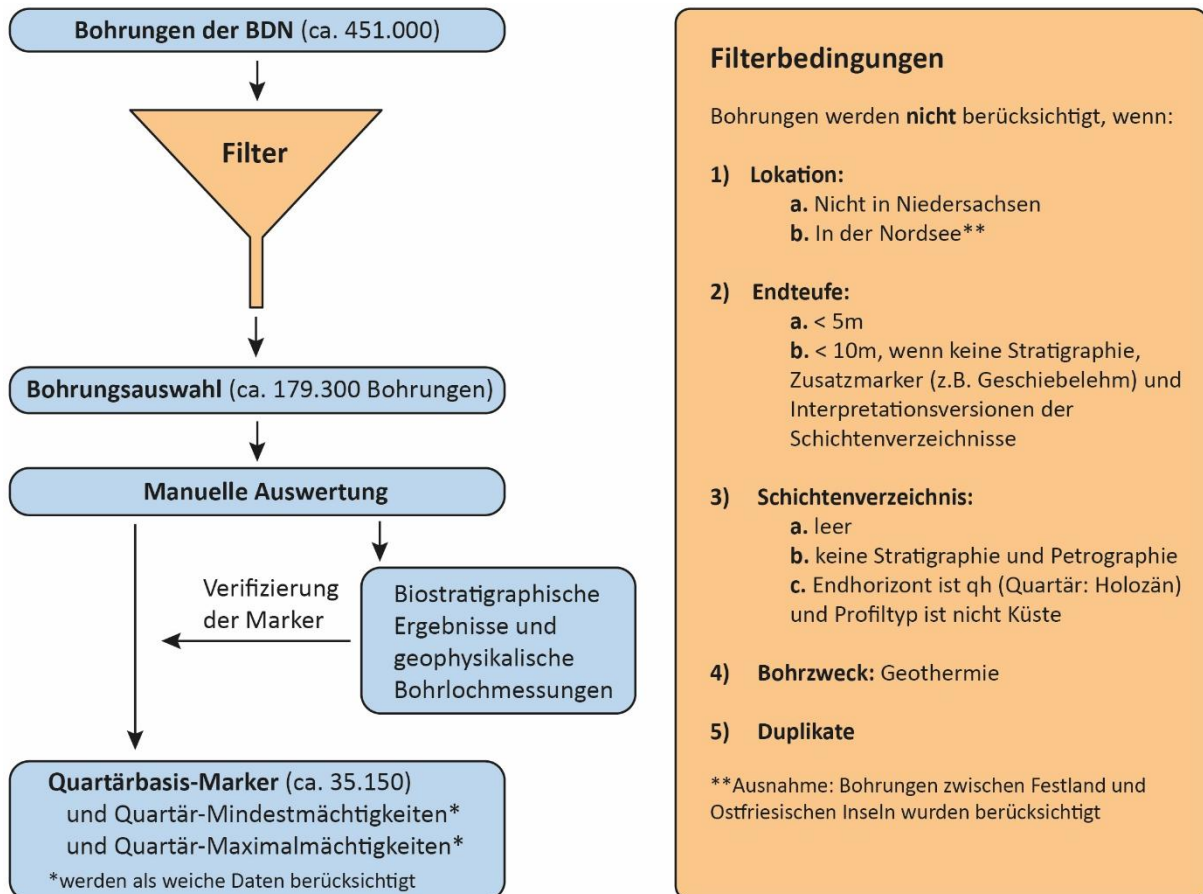 Bohrungen der BDN (ca. 451.000)
Filter
Bohrungsauswahl (ca. 179.300 Bohrungen)
Manuelle Auswertung
Verifizierung
der Marker
Biostratigraphische
Ergebnisse und
geophysikalische
Bohrlochmessungen
Quartärbasis-Marker (ca. 35.150)
und Quartär-Mindestmächtigkeiten*
und Quartär-Maximalmächtigkeiten*
*werden als weiche Daten berücksichtigt
Filterbedingungen
Bohrungen werden nicht berücksichtigt, wenn:
1) Lokation:
a. Nicht in Niedersachsen
b. In der Nordsee**
2) Endteufe:
a. < 5m
b. < 10m, wenn keine Stratigraphie,
Zusatzmarker (z.B. Geschiebelehm) und
Interpretationsversionen der
Schichtenverzeichnisse
3) Schichtenverzeichnis:
a. leer
b. keine Stratigraphie und Petrographie
c. Endhorizont ist qh (Quartär: Holozän)
und Profiltyp ist nicht Küste
4) Bohrzweck: Geothermie
5) Duplikate
**Ausnahme: Bohrungen zwischen Festland und
Ostfriesischen Inseln wurden berücksichtigt